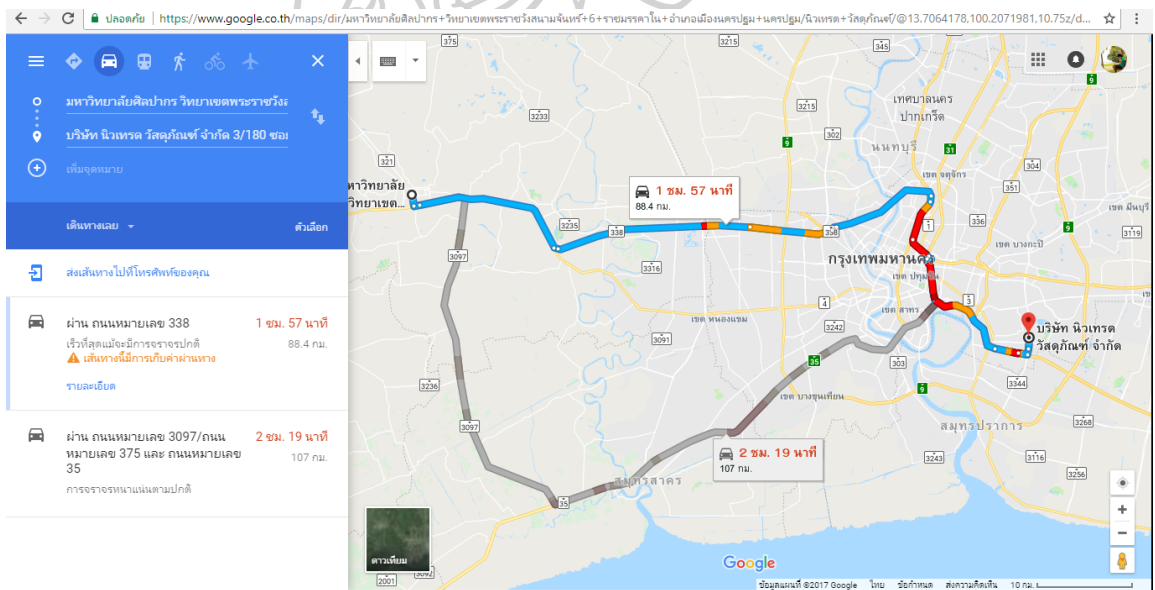 ปลอดภัย | https://www.google.co.th/maps/dir/มหาวิทยาลัยศิลปากร+วิทยาเขตพระราชวังสนามจันทร์+6+ราชมรรคาใน+อำเภอเมืองนครปฐม+นครปฐม/นิวเทรด+วัสดุภัณฑ์/@13.7064178,100.2071981,10.75z/d...
มหาวิทยาลัยศิลปากร วิทยาเขตพระราชวัง
บริษัท นิวเทรด วัสดุภัณฑ์ จำกัด 3/180 ซอย
เพิ่มจุดหมาย
เดินทางเลย
ตัวเลือก
ส่งเส้นทางไปที่โทรศัพท์ของคุณ
ผ่าน ถนนหมายเลข 338 1 ชม. 57 นาที
เร็วที่สุดแม้จะมีการจราจรปกติ 88.4 กม.
เส้นทางนี้มีการเก็บค่าผ่านทาง
รายละเอียด
ผ่าน ถนนหมายเลข 3097/ถนน 2 ชม. 19 นาที
หมายเลข 375 และ ถนนหมายเลข 107 กม.
35
การจราจรหนาแน่นตามปกติ
375
3215
345
9
3233
3215
เทศบาลนคร
ปากเกร็ด
302
9
นนทบุรี
31
321
เขต จตุจักร
304
351
หาวิทยาลัย
วิทยาเขต...
1 ชม. 57 นาที
88.4 กม.
เขต มีนบุรี
3235
338
338
1
336
9
3119
เขต บางกะปิ
3097
กรุงเทพมหานคร
3316
เขต ปทุมวัน
4
3
เขต หนองแขม
เขต สาทร
3242
บริษัท นิวเทรด
วัสดุภัณฑ์ จำกัด
3091
35
303
3236
3344
9
เขต บางขุนเทียน
3097
สมุทรปราการ
3268
2 ชม. 19 นาที
107 กม.
3243
3116
3256
สมุทรสาคร
35
ดาวเทียม
Google
2001
3092
ข้อมูลแผนที่ ©2017 Google ไทย ข้อกำหนด ส่งความคิดเห็น 10 กม.